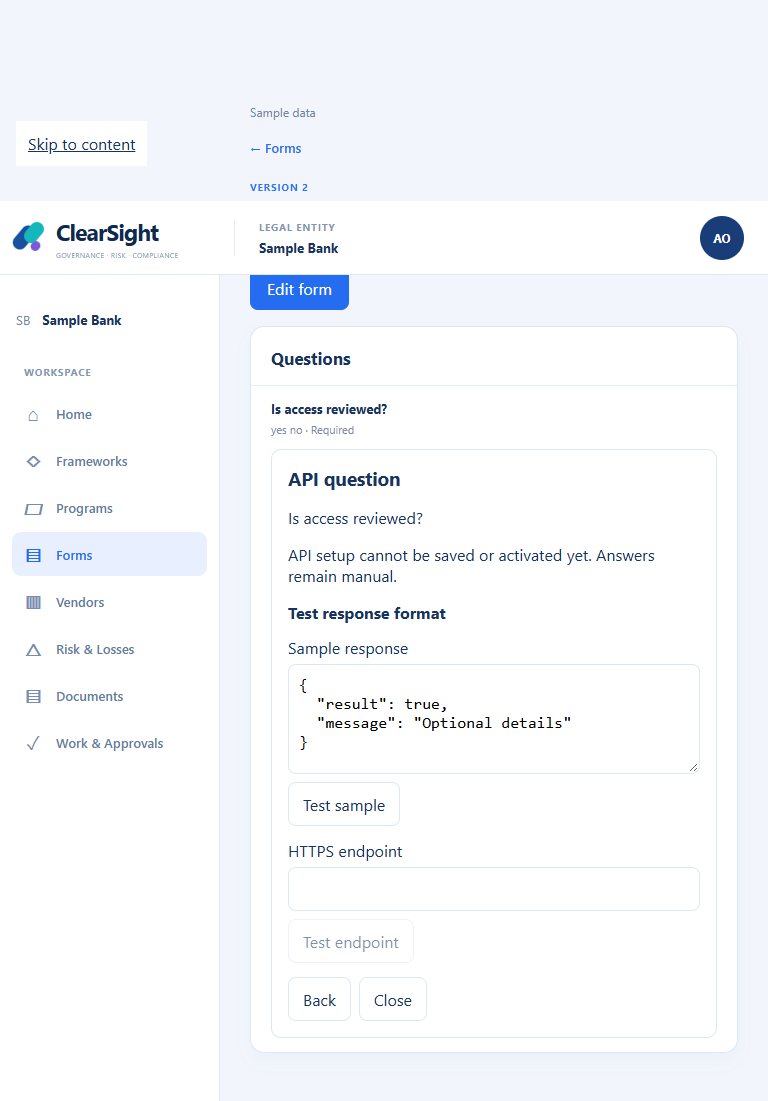 Sample data
Skip to content
← Forms
VERSION 2
ClearSight
GOVERNANCE · RISK · COMPLIANCE
LEGAL ENTITY
Sample Bank
AO
Edit form
SB Sample Bank
WORKSPACE
Home
Frameworks
Programs
Forms
Vendors
Risk & Losses
Documents
Work & Approvals
Questions
Is access reviewed?
yes no · Required
API question
Is access reviewed?
API setup cannot be saved or activated yet. Answers
remain manual.
Test response format
Sample response
{
"result": true,
"message": "Optional details"
}
Test sample
HTTPS endpoint
Test endpoint
Back
Close